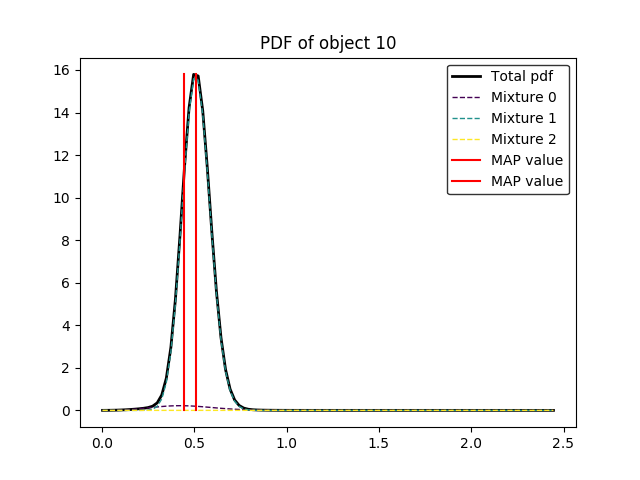 PDF of object 10
16
14
12
10
8
6
4
2
0
0.0 0.5 1.0 1.5 2.0 2.5
Total pdf
Mixture 0
Mixture 1
Mixture 2
MAP value
MAP value